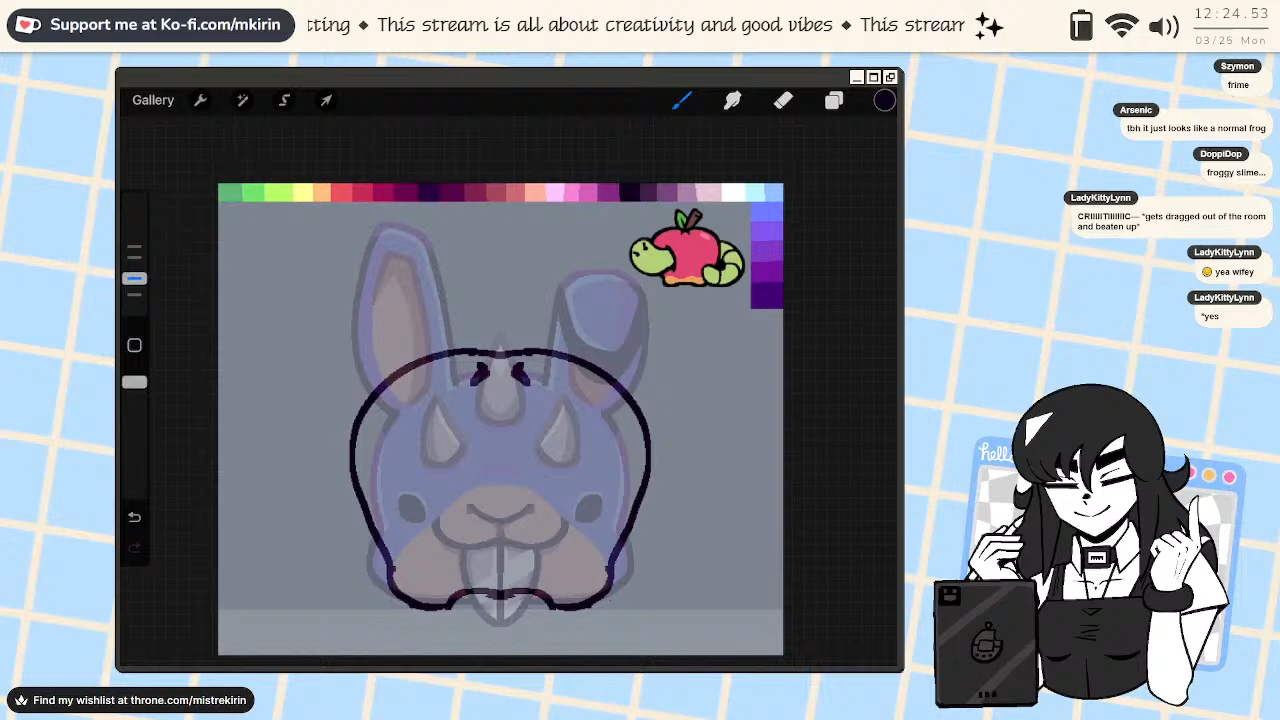 Support me at Ko-fi.com/mkirin
This stream is all about creativity and good vibes ◆ This stream
12:24.53
03/25 Mon
Gallery
Szymon
frime
Arsenic
tbh it just looks like a normal frog
DoppiDop
froggy slime...
LadyKittyLynn
CRIIIIITIIIIIIIC— *gets dragged out of the room
and beaten up*
LadyKittyLynn
yea wifey
LadyKittyLynn
*yes
Find my wishlist at throne.com/mistrekirin